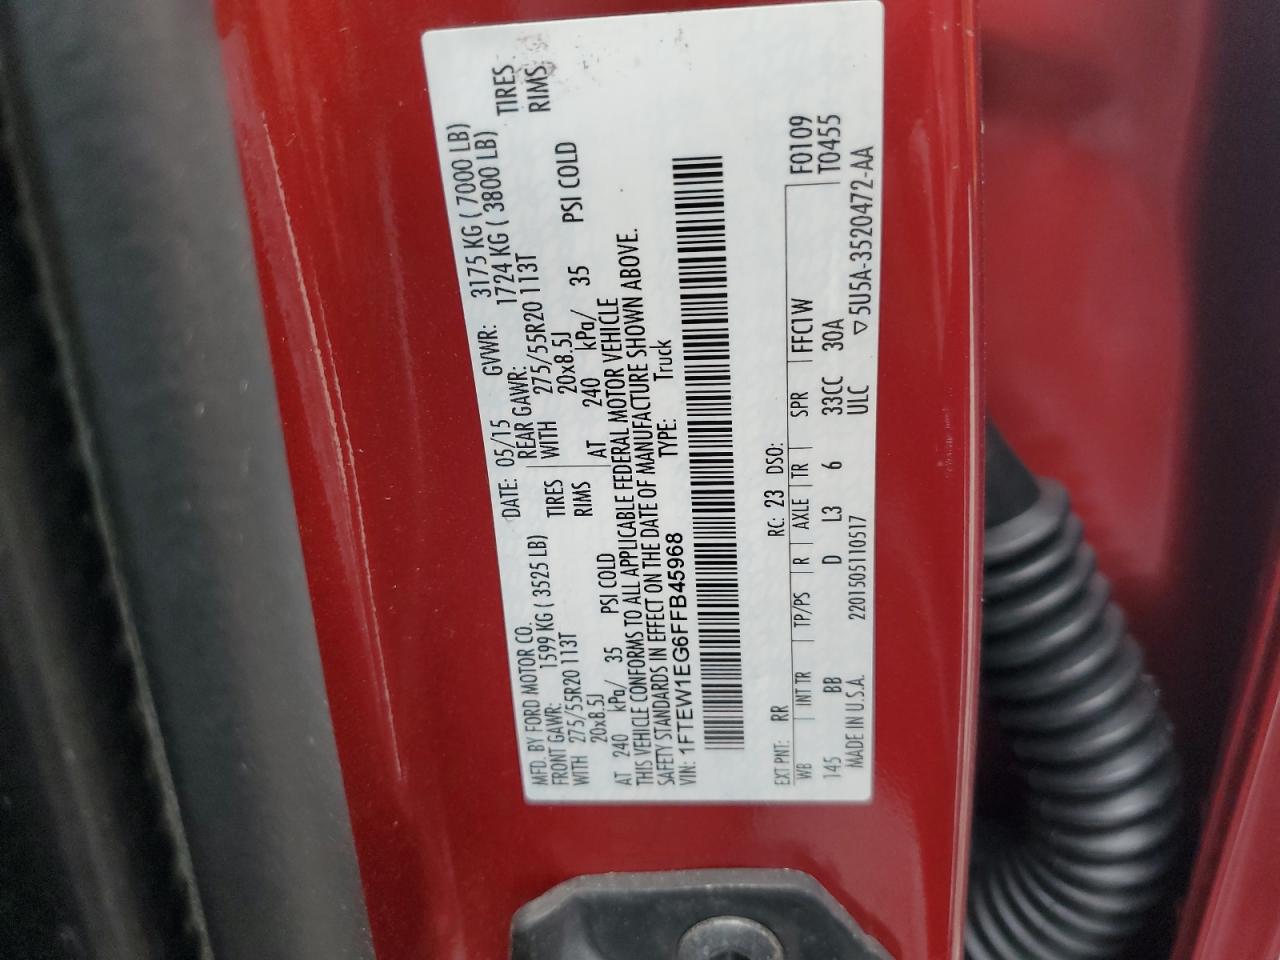 MFD. BY FORD MOTOR CO. DATE: 05/15 GVWR: 3175 KG ( 7000 LB)
FRONT GAWR: 1599 KG ( 3525 LB) REAR GAWR: 1724 KG ( 3800 LB)
WITH 275/55R20 113T TIRES WITH 275/55R20 113T TIRES
20x8.5J RIMS 20x8.5J RIMS
AT 240 kPa/ 35 PSI COLD AT 240 kPa/ 35 PSI COLD
THIS VEHICLE CONFORMS TO ALL APPLICABLE FEDERAL MOTOR VEHICLE
SAFETY STANDARDS IN EFFECT ON THE DATE OF MANUFACTURE SHOWN ABOVE.
VIN: 1FTEW1EG6FFB45968 TYPE: Truck
EXT PNT: RR RC: 23 DSO: F0109
WB INT TR TP/PS R AXLE TR SPR FFC1W T0455
145 BB D L3 6 33CC 30A
MADE IN U.S.A. 2201505110517 ULC ▽5U5A-3520472-AA